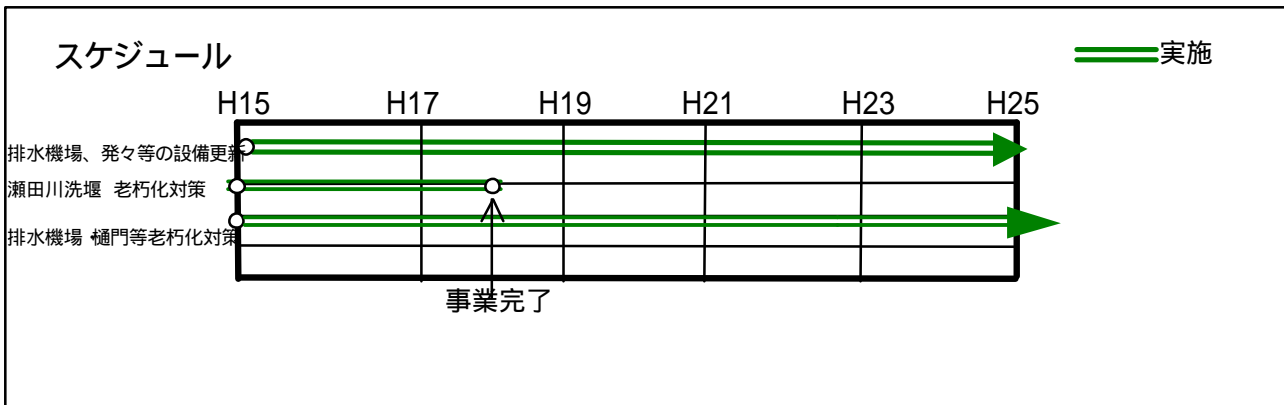 スケジュール
実施
H15 H17 H19 H21 H23 H25
排水機場、発々等の設備更新
瀬田川洗堰 老朽化対策
排水機場・樋門等老朽化対策
事業完了